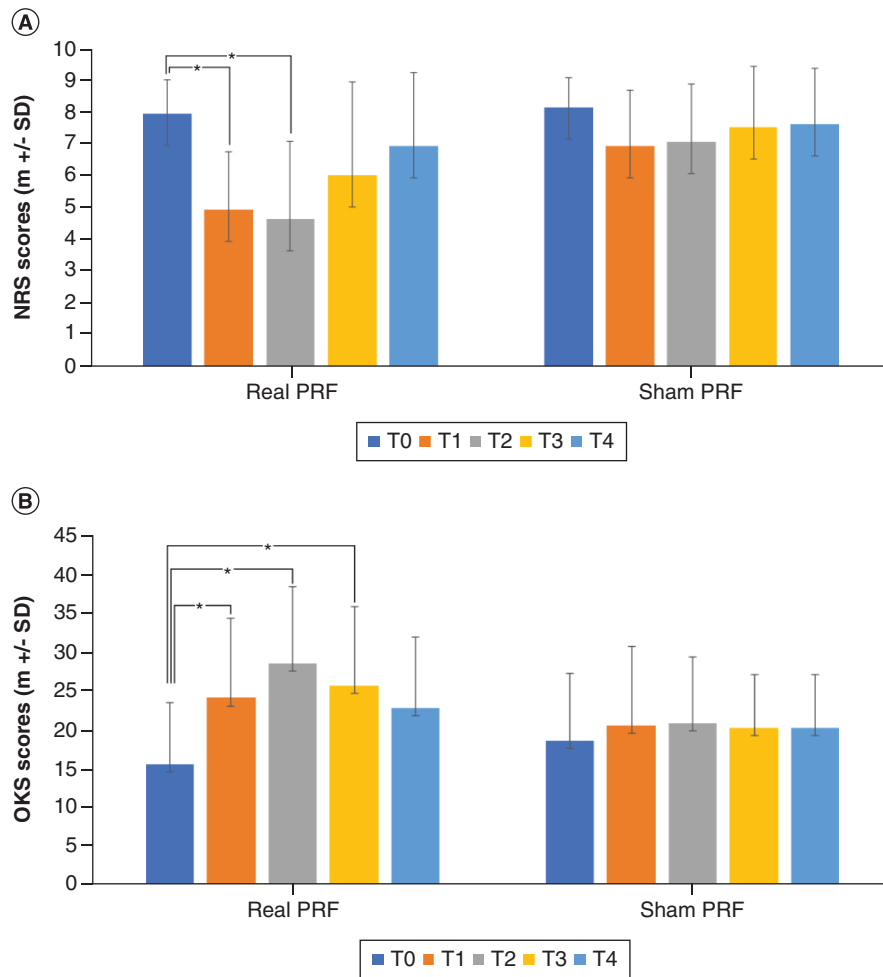 A
NRS scores (m +/- SD)
10
9
8
7
6
5
4
3
2
1
0
*
*
Real PRF
Sham PRF
T0 T1 T2 T3 T4
B
OKS scores (m +/- SD)
45
40
35
30
25
20
15
10
5
0
*
*
*
Real PRF
Sham PRF
T0 T1 T2 T3 T4